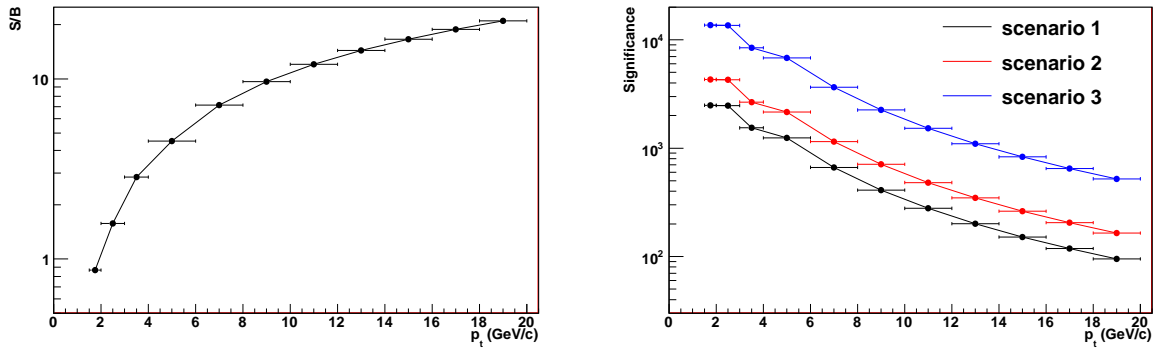 S/B
10
1
0 2 4 6 8 10 12 14 16 18 20
p_t (GeV/c)
Significance
10^4
10^3
10^2
scenario 1
scenario 2
scenario 3
0 2 4 6 8 10 12 14 16 18 20
p_t (GeV/c)